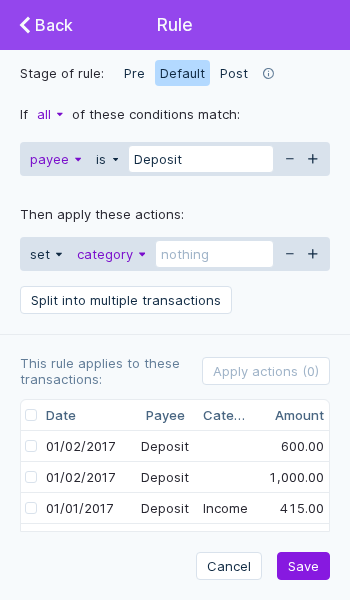 Back
Rule
Stage of rule: Pre Default Post
If all of these conditions match:
payee is Deposit
Then apply these actions:
set category nothing
Split into multiple transactions
This rule applies to these
transactions:
Apply actions (0)
Date Payee Cate... Amount
01/02/2017 Deposit 600.00
01/02/2017 Deposit 1,000.00
01/01/2017 Deposit Income 415.00
Cancel Save